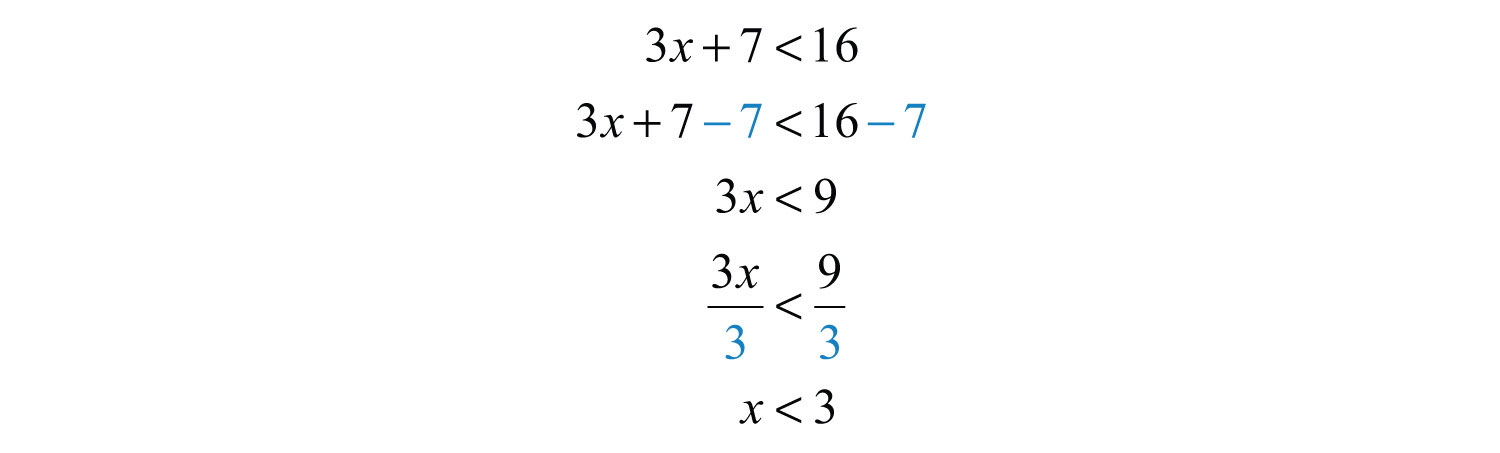 3x + 7 < 16
3x + 7 − 7 < 16 − 7
3x < 9
3x/3 < 9/3
x < 3